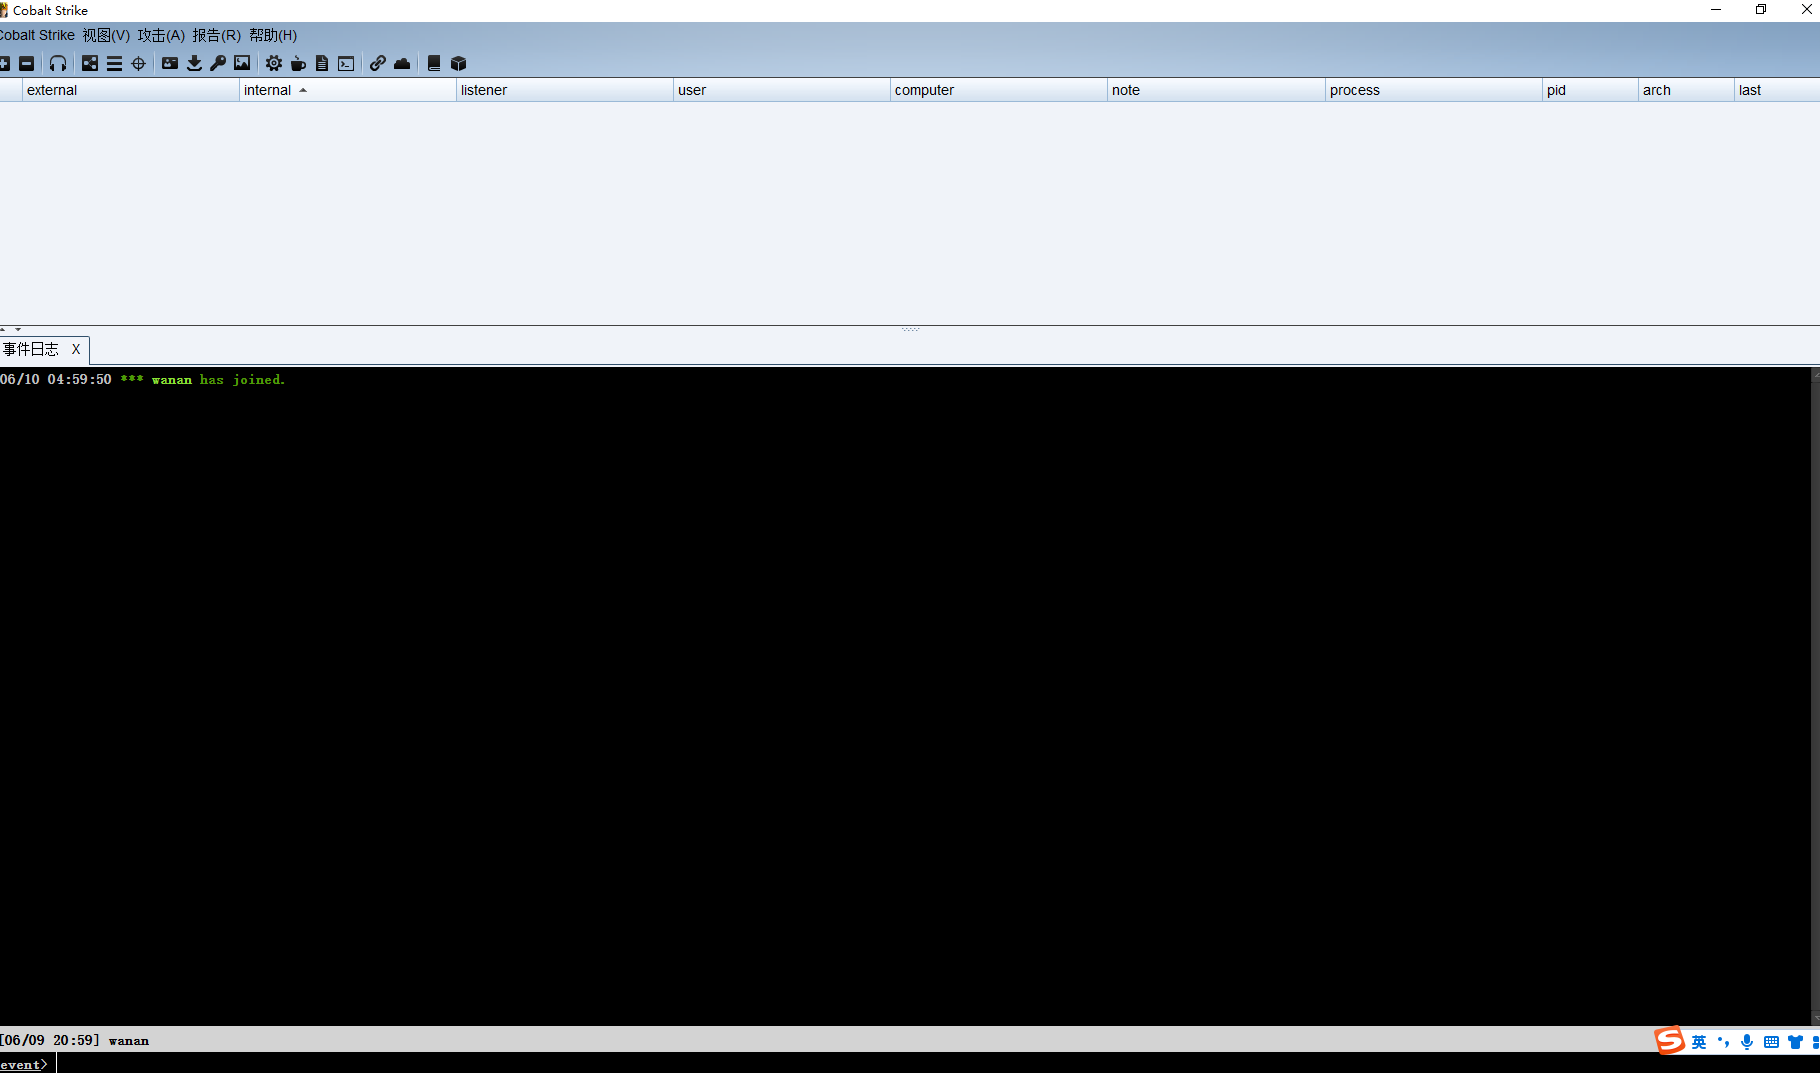 Cobalt Strike
Cobalt Strike 视图(V) 攻击(A) 报告(R) 帮助(H)
external internal listener user computer note process pid arch last
事件日志 X
06/10 04:59:50 *** wanan has joined.
[06/09 20:59] wanan
S 英
event>